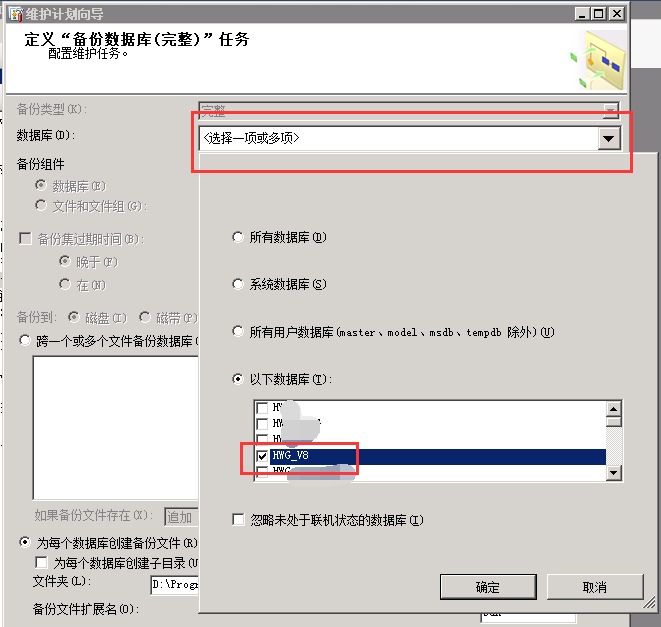 维护计划向导
定义“备份数据库(完整)”任务
配置维护任务。
备份类型(K):
完整
数据库(D):
<选择一项或多项>
备份组件
数据库(E)
文件和文件组(G):
备份集过期时间(B):
晚于(F)
在(N)
备份到:
磁盘(I)
磁带(P)
跨一个或多个文件备份数据库(
如果备份文件存在(X):
追加
为每个数据库创建备份文件(R)
为每个数据库创建子目录(U
文件夹(L):
D:\Progr
备份文件扩展名(O):
所有数据库(D)
系统数据库(S)
所有用户数据库(master、model、msdb、tempdb 除外)(U)
以下数据库(T):
HWG_V8
HWG
忽略未处于联机状态的数据库(I)
确定
取消